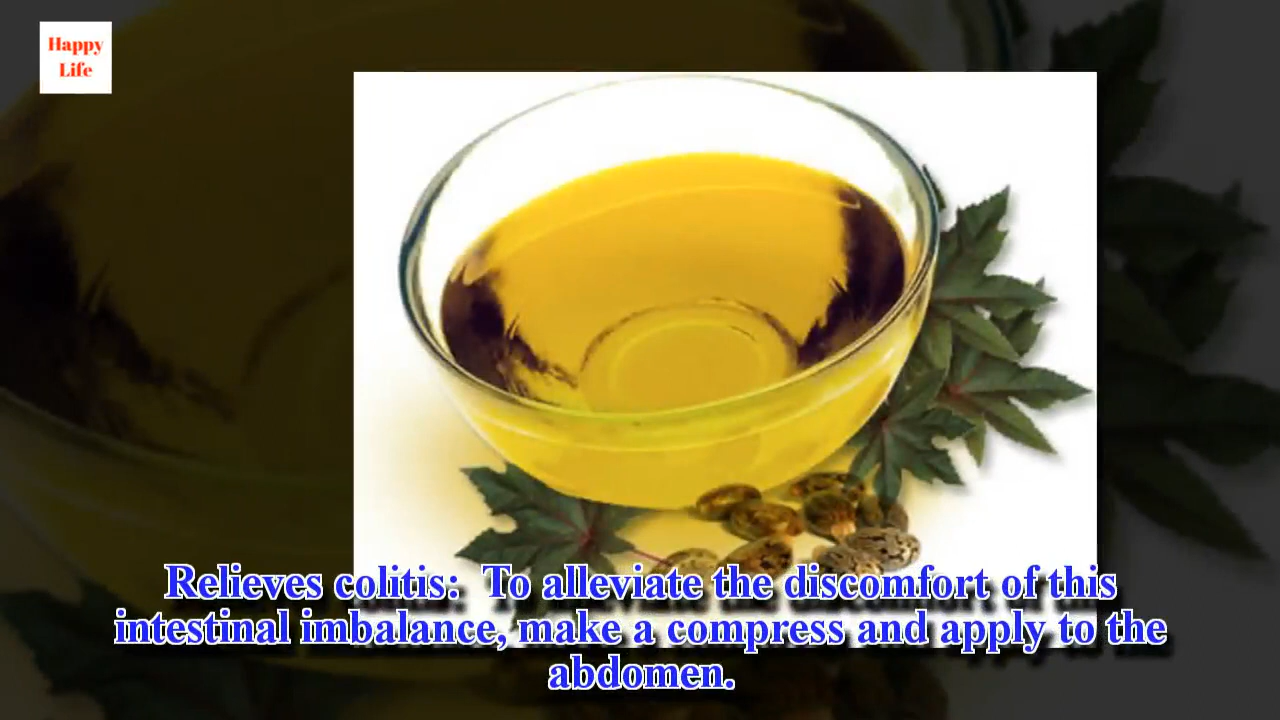 Happy
Life
Relieves colitis:  To alleviate the discomfort of this
intestinal imbalance, make a compress and apply to the
abdomen.